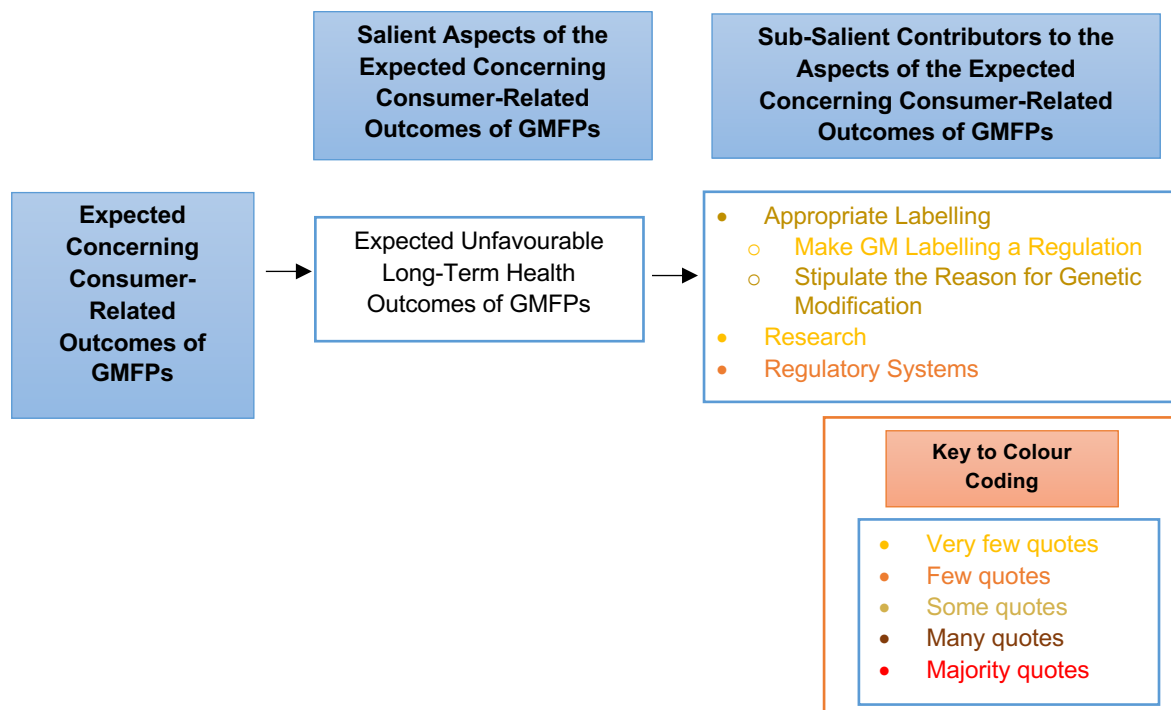 Salient Aspects of the
Expected Concerning
Consumer-Related
Outcomes of GMFPs
Sub-Salient Contributors to the
Aspects of the Expected
Concerning Consumer-Related
Outcomes of GMFPs
Expected
Concerning
Consumer-
Related
Outcomes of
GMFPs
Expected Unfavourable
Long-Term Health
Outcomes of GMFPs
• Appropriate Labelling
o Make GM Labelling a Regulation
o Stipulate the Reason for Genetic
Modification
• Research
• Regulatory Systems
Key to Colour
Coding
• Very few quotes
• Few quotes
• Some quotes
• Many quotes
• Majority quotes